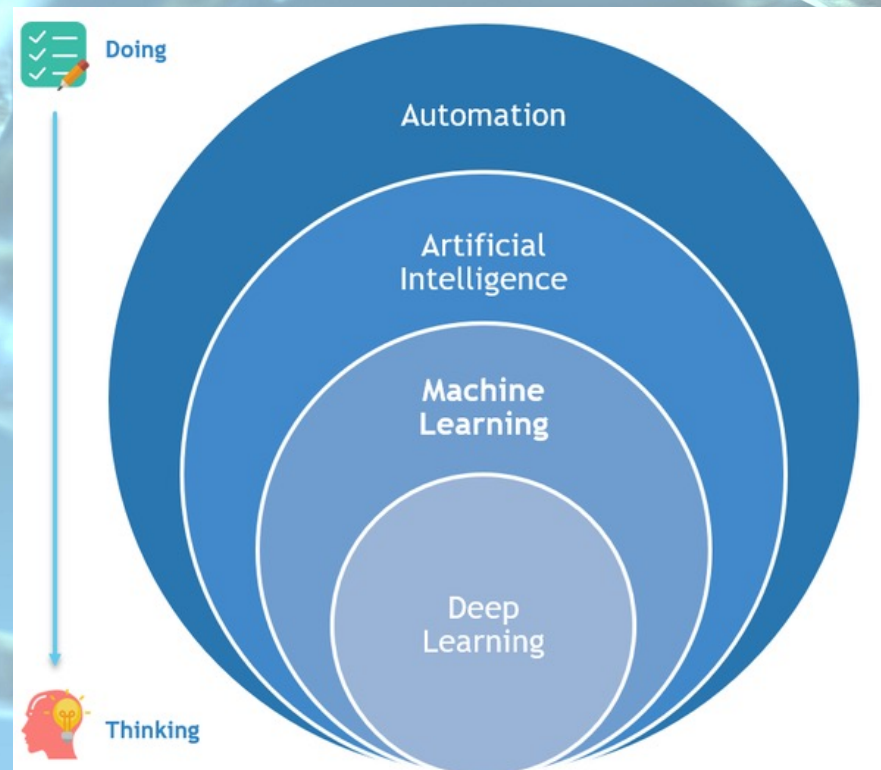 Doing
Automation
Artificial
Intelligence
Machine
Learning
Deep
Learning
Thinking